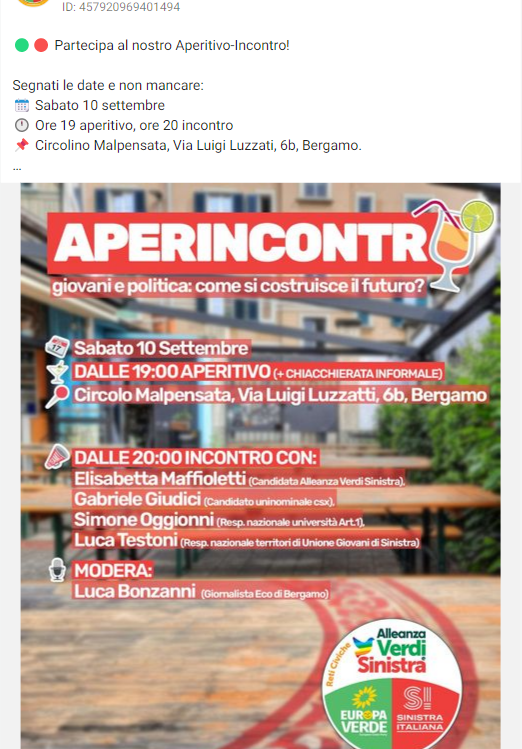 ID: 457920969401494
Partecipa al nostro Aperitivo-Incontro!
Segnati le date e non mancare:
Sabato 10 settembre
Ore 19 aperitivo, ore 20 incontro
Circolino Malpensata, Via Luigi Luzzati, 6b, Bergamo.
...
APERINCONTR
giovani e politica: come si costruisce il futuro?
17
Sabato 10 Settembre
DALLE 19:00 APERITIVO (+ CHIACCHIERATA INFORMALE)
Circolo Malpensata, Via Luigi Luzzatti, 6b, Bergamo
DALLE 20:00 INCONTRO CON:
Elisabetta Maffioletti (Candidata Alleanza Verdi Sinistra),
Gabriele Giudici (Candidato uninominale csx),
Simone Oggionni (Resp. nazionale università Art.1),
Luca Testoni (Resp. nazionale territori di Unione Giovani di Sinistra)
MODERA:
Luca Bonzanni (Giornalista Eco di Bergamo)
Reti Civiche
Alleanza
Verdi
Sinistra
EUROPA
VERDE
SI
SINISTRA
ITALIANA